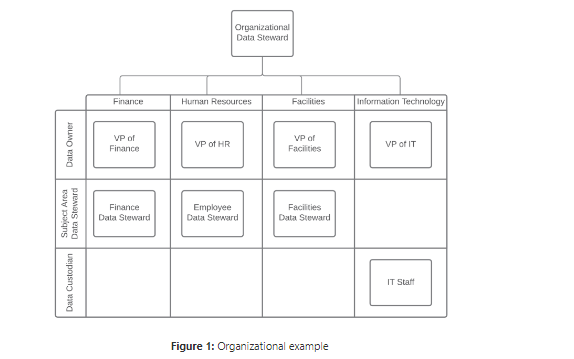 Organizational
Data Steward
Finance
Human Resources
Facilities
Information Technology
Data Owner
VP of
Finance
VP of HR
VP of
Facilities
VP of IT
Subject Area
Data Steward
Finance
Data Steward
Employee
Data Steward
Facilities
Data Steward
Data Custodian
IT Staff
Figure 1: Organizational example